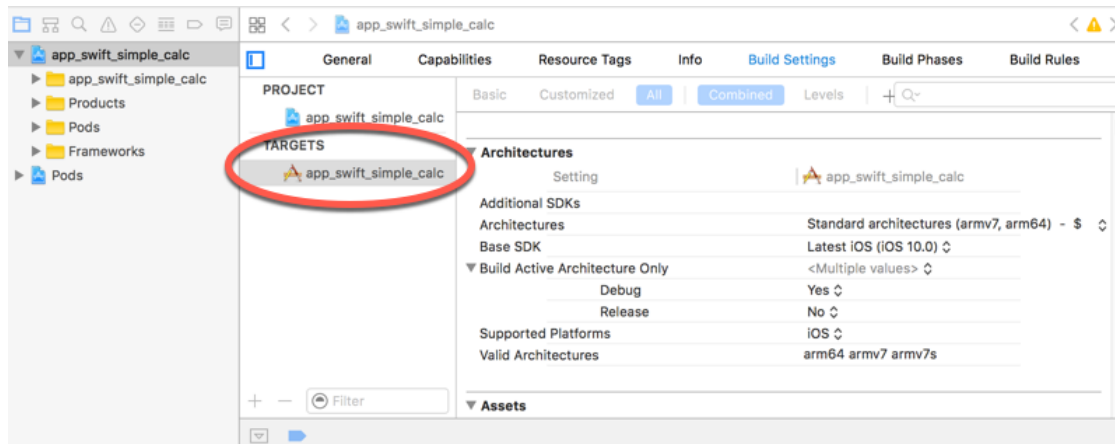 app_swift_simple_calc
app_swift_simple_calc
app_swift_simple_calc
Products
Pods
Frameworks
Pods
General Capabilities Resource Tags Info Build Settings Build Phases Build Rules
PROJECT
app_swift_simple_calc
TARGETS
app_swift_simple_calc
Filter
Basic Customized All Combined Levels
Architectures
Setting app_swift_simple_calc
Additional SDKs
Architectures Standard architectures (armv7, arm64) - $
Base SDK Latest iOS (iOS 10.0)
Build Active Architecture Only <Multiple values>
Debug Yes
Release No
Supported Platforms iOS
Valid Architectures arm64 armv7 armv7s
Assets